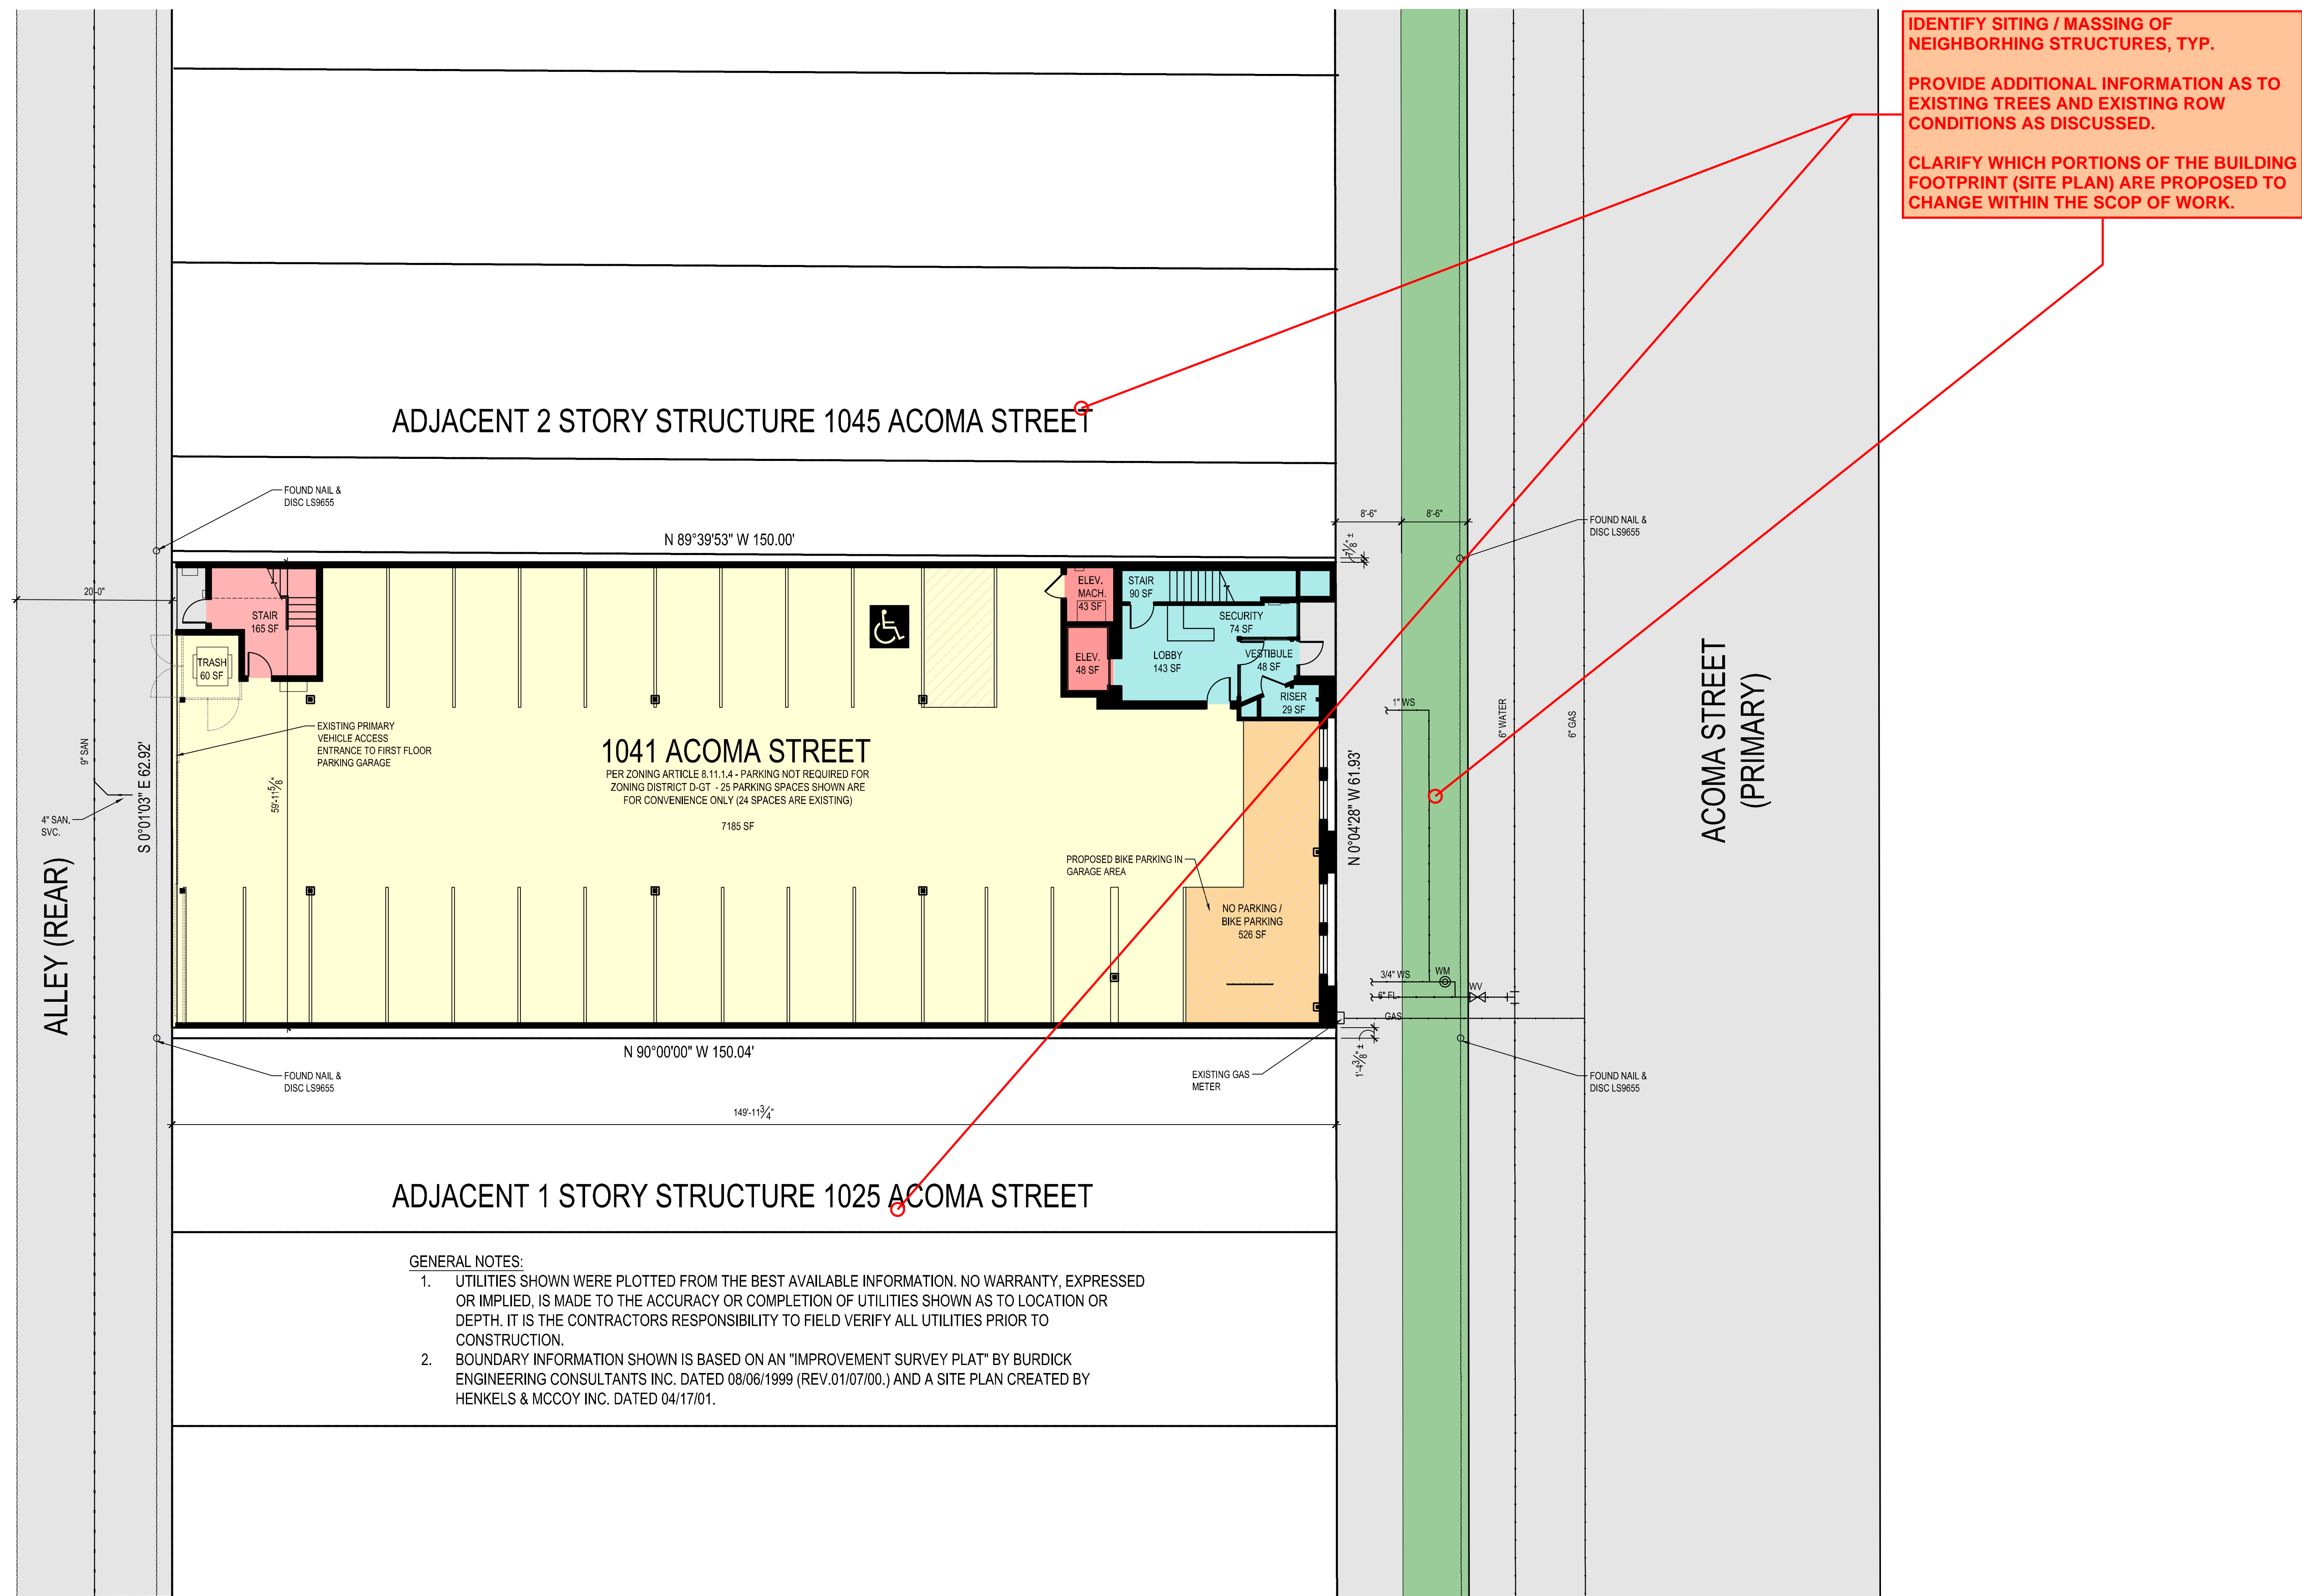 IDENTIFY SITING / MASSING OF
NEIGHBORHING STRUCTURES, TYP.
PROVIDE ADDITIONAL INFORMATION AS TO
EXISTING TREES AND EXISTING ROW
CONDITIONS AS DISCUSSED.
CLARIFY WHICH PORTIONS OF THE BUILDING
FOOTPRINT (SITE PLAN) ARE PROPOSED TO
CHANGE WITHIN THE SCOP OF WORK.
ADJACENT 2 STORY STRUCTURE 1045 ACOMA STREET
FOUND NAIL &
DISC LS9655
N 89°39'53" W 150.00'
8'-6"
8'-6"
FOUND NAIL &
DISC LS9655
20'-0"
STAIR
165 SF
TRASH
60 SF
ELEV.
MACH.
43 SF
STAIR
90 SF
SECURITY
74 SF
ELEV.
48 SF
LOBBY
143 SF
VESTIBULE
48 SF
RISER
29 SF
EXISTING PRIMARY
VEHICLE ACCESS
ENTRANCE TO FIRST FLOOR
PARKING GARAGE
1041 ACOMA STREET
PER ZONING ARTICLE 8.11.1.4 - PARKING NOT REQUIRED FOR
ZONING DISTRICT D-GT - 25 PARKING SPACES SHOWN ARE
FOR CONVENIENCE ONLY (24 SPACES ARE EXISTING)
7185 SF
59'-11 5/8"
9" SAN
4" SAN.
SVC.
S 0°01'03" E 62.92'
ALLEY (REAR)
PROPOSED BIKE PARKING IN
GARAGE AREA
NO PARKING /
BIKE PARKING
526 SF
N 0°04'28" W 61.93'
1" WS
6" WATER
6" GAS
ACOMA STREET
(PRIMARY)
3/4" WS
WM
WV
6" FL
GAS
1'-4 3/8" ±
N 90°00'00" W 150.04'
FOUND NAIL &
DISC LS9655
EXISTING GAS
METER
FOUND NAIL &
DISC LS9655
149'-11 3/4"
ADJACENT 1 STORY STRUCTURE 1025 ACOMA STREET
GENERAL NOTES:
1. UTILITIES SHOWN WERE PLOTTED FROM THE BEST AVAILABLE INFORMATION. NO WARRANTY, EXPRESSED
OR IMPLIED, IS MADE TO THE ACCURACY OR COMPLETION OF UTILITIES SHOWN AS TO LOCATION OR
DEPTH. IT IS THE CONTRACTORS RESPONSIBILITY TO FIELD VERIFY ALL UTILITIES PRIOR TO
CONSTRUCTION.
2. BOUNDARY INFORMATION SHOWN IS BASED ON AN "IMPROVEMENT SURVEY PLAT" BY BURDICK
ENGINEERING CONSULTANTS INC. DATED 08/06/1999 (REV.01/07/00.) AND A SITE PLAN CREATED BY
HENKELS & MCCOY INC. DATED 04/17/01.